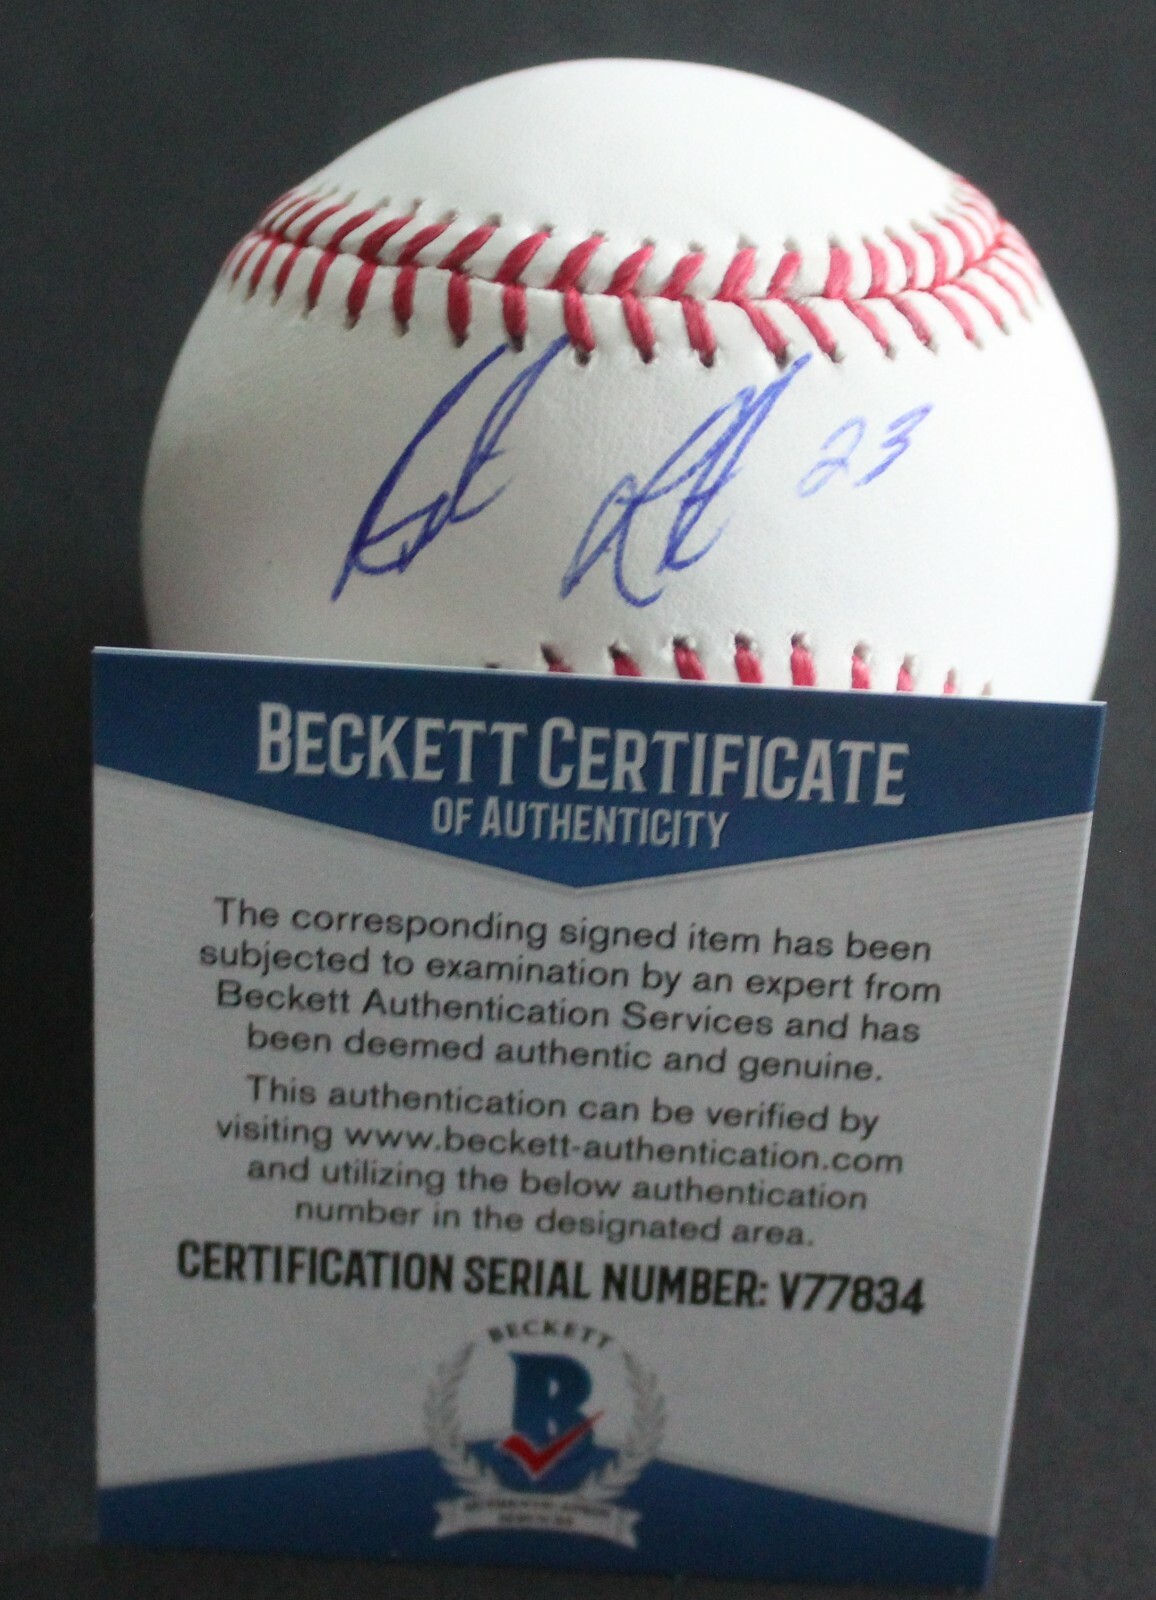 23
BECKETT CERTIFICATE
OF AUTHENTICITY
The corresponding signed item has been
subjected to examination by an expert from
Beckett Authentication Services and has
been deemed authentic and genuine.
This authentication can be verified by
visiting www.beckett-authentication.com
and utilizing the below authentication
number in the designated area.
CERTIFICATION SERIAL NUMBER: V77834
BECKETT
B
AUTHENTICATION
SERVICES